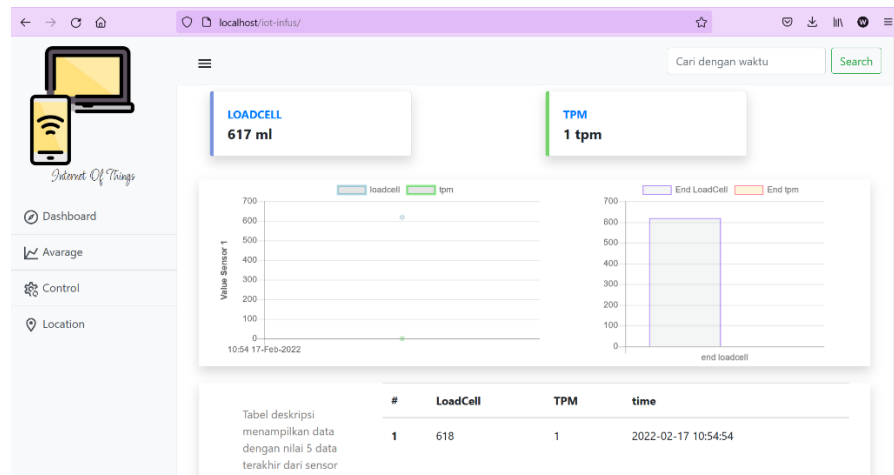 localhost/iot-infus/
Internet Of Things
Dashboard
Avarage
Control
Location
Cari dengan waktu
Search
LOADCELL
617 ml
TPM
1 tpm
loadcell tpm
700
600
500
400
300
200
100
0
Value Sensor 1
10:54 17-Feb-2022
End LoadCell End tpm
700
600
500
400
300
200
100
0
end loadcell
Tabel deskripsi
menampilkan data
dengan nilai 5 data
terakhir dari sensor
# LoadCell TPM time
1 618 1 2022-02-17 10:54:54